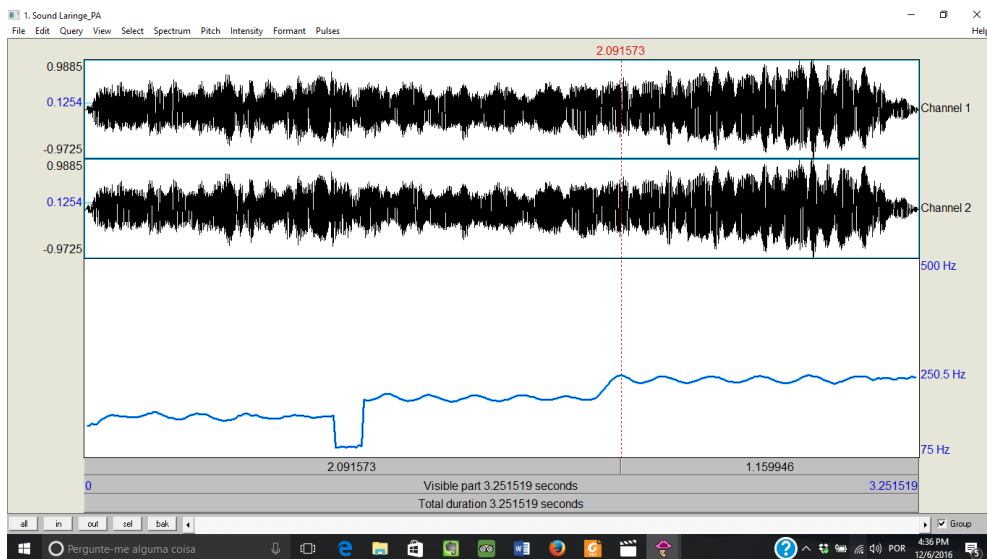 1. Sound Laringe_PA
File Edit Query View Select Spectrum Pitch Intensity Formant Pulses Help
2.091573
0.9885
0.1254
-0.9725
Channel 1
0.9885
0.1254
-0.9725
Channel 2
500 Hz
250.5 Hz
75 Hz
2.091573 1.159946
0 Visible part 3.251519 seconds 3.251519
Total duration 3.251519 seconds
all in out sel bak Group
Pergunte-me alguma coisa POR 4:36 PM
12/6/2016